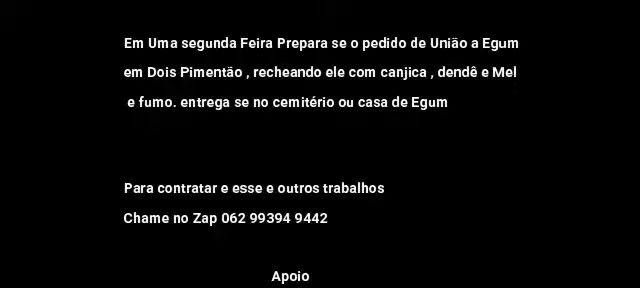 Em Uma segunda Feira Prepara se o pedido de União a Egum
em Dois Pimentão , recheando ele com canjica , dendê e Mel
e fumo. entrega se no cemitério ou casa de Egum
Para contratar e esse e outros trabalhos
Chame no Zap 062 99394 9442
Apoio